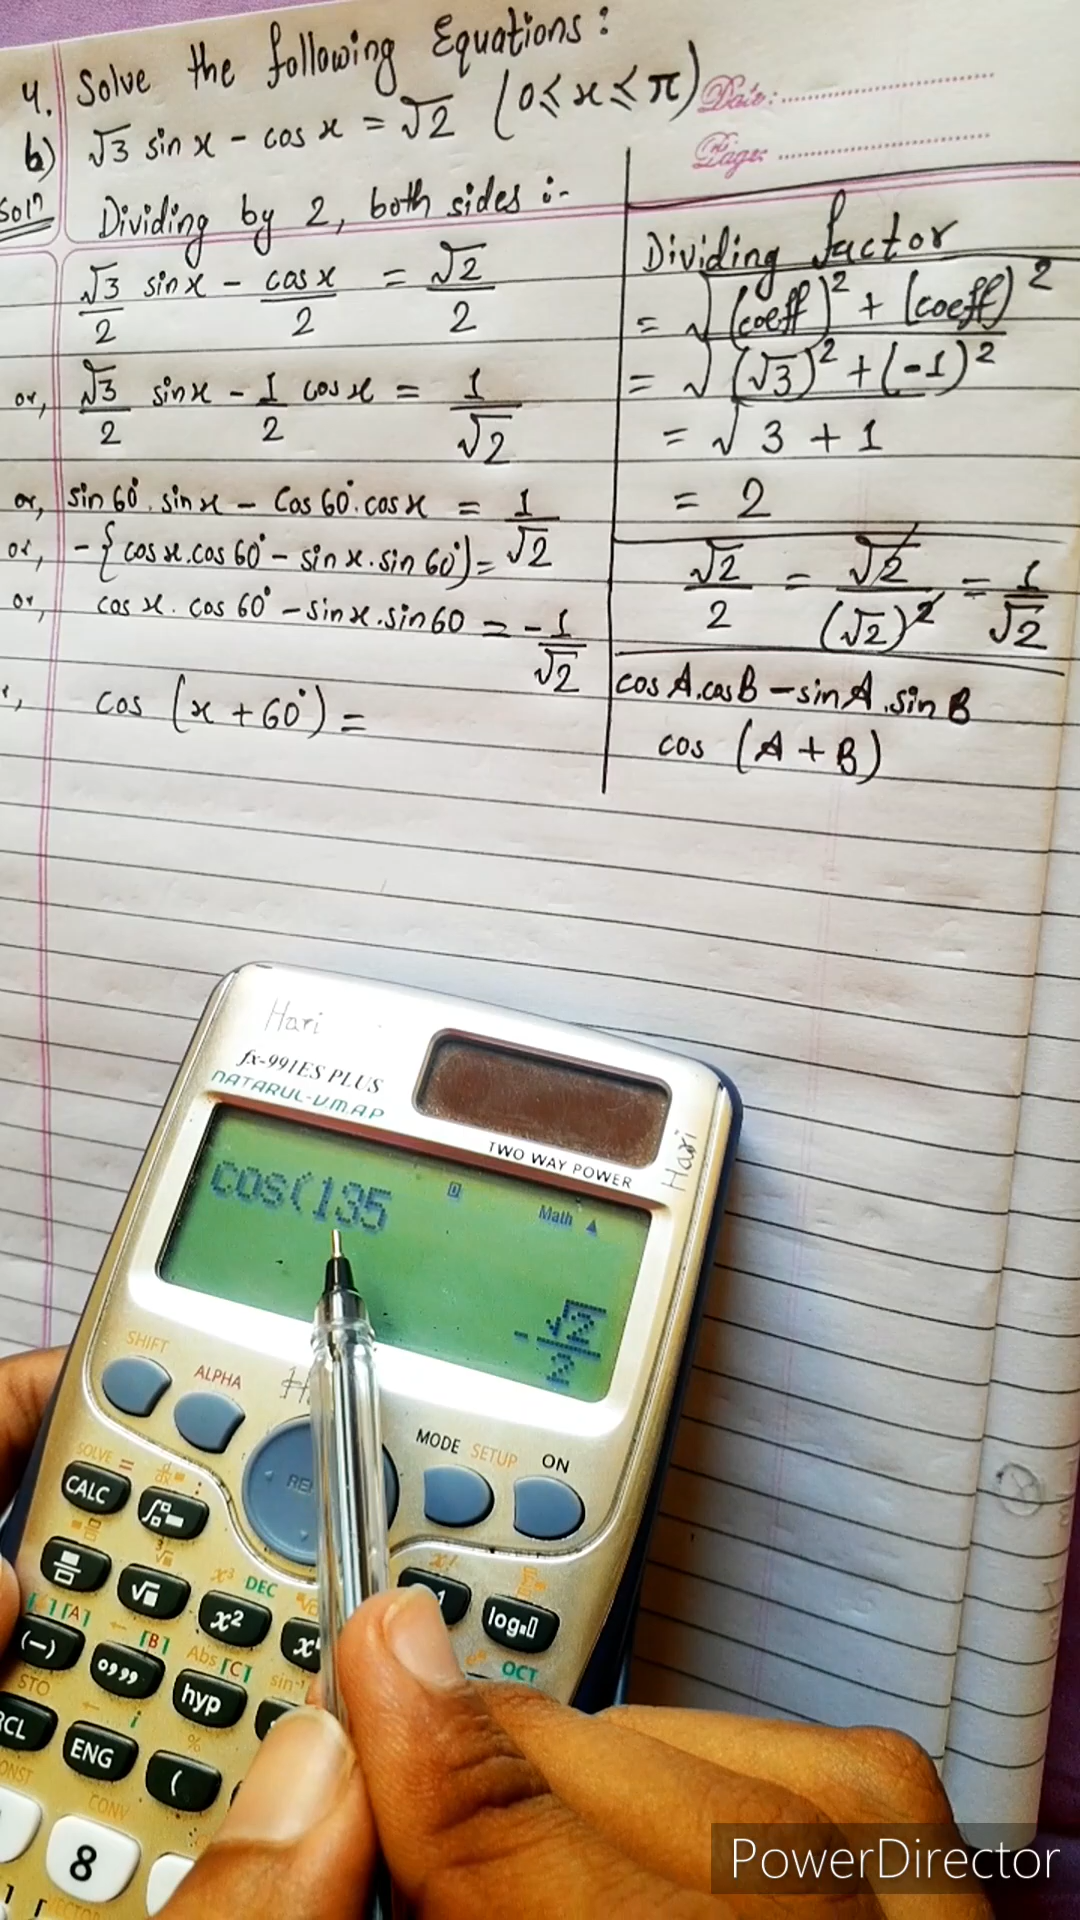 4. Solve the following Equations:
b) √3 sin x - cos x = √2 (0 ≤ x ≤ π)
Date:
Page:
Solⁿ Dividing by 2, both sides :-
√3/2 sin x - cos x/2 = √2/2
or, √3/2 sin x - 1/2 cos x = 1/√2
or, sin 60°. sin x - Cos 60°. cos x = 1/√2
or, - {cos x. cos 60° - sin x. sin 60°) = 1/√2
or, cos x. cos 60° - sin x. sin 60 = - 1/√2
cos (x + 60°) =
Dividing factor
= √(coeff)² + (coeff)²
= √(√3)² + (-1)²
= √3 + 1
= 2
√2/2 = √2/(√2)² = 1/√2
cos A. cos B - sin A. sin B
cos (A + B)
Hari
fx-991ES PLUS
NATARUL-V.M.A.P
TWO WAY POWER
Hari
cos(135
D
Math ▲
-√2/2
SHIFT
ALPHA
MODE SETUP ON
SOLVE =
CALC
x³ DEC
x²
log
[A]
[B]
Abs [C]
sin⁻¹
OCT
(-)
hyp
STO
i
RCL
ENG
(
%
CONV
8
PowerDirector